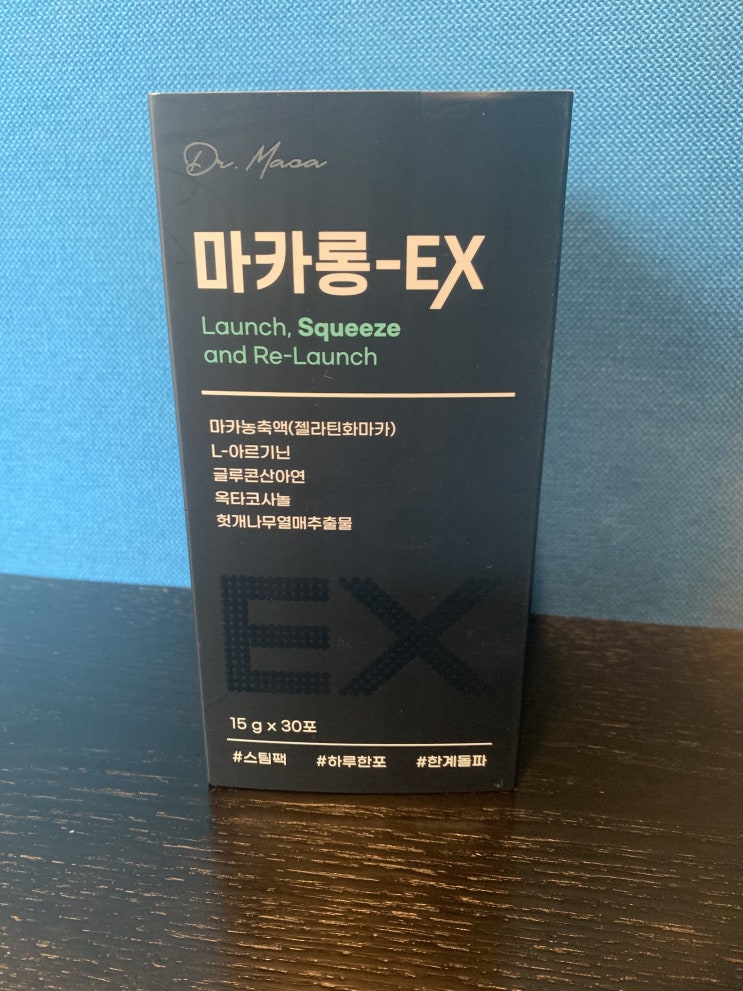 Dr. Maca
마카롱-EX
Launch, Squeeze
and Re-Launch
마카농축액(젤라틴화마카)
L-아르기닌
글루콘산아연
옥타코사놀
헛개나무열매추출물
EX
15 g x 30포
#스팀팩 #하루한포 #한계돌파